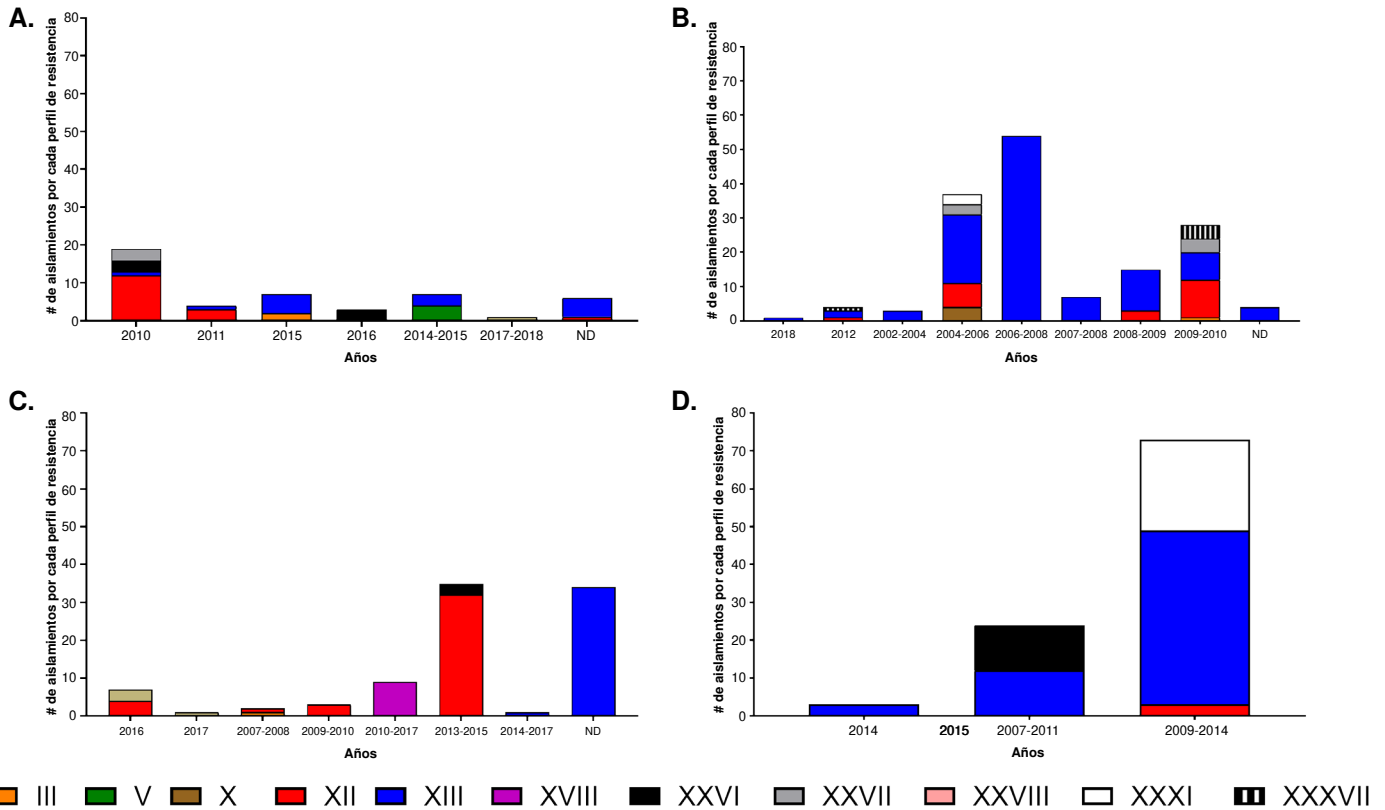 A.
# de aislamientos por cada perfil de resistencia
80
70
60
50
40
30
20
10
0
2010 2011 2015 2016 2014-2015 2017-2018 ND
Años
B.
# de aislamientos por cada perfil de resistencia
80
70
60
50
40
30
20
10
0
2018 2012 2002-2004 2004-2006 2006-2008 2007-2008 2008-2009 2009-2010 ND
Años
C.
# de aislamientos por cada perfil de resistencia
80
70
60
50
40
30
20
10
0
2016 2017 2007-2008 2009-2010 2010-2017 2013-2015 2014-2017 ND
Años
D.
# de aislamientos por cada perfil de resistencia
80
70
60
50
40
30
20
10
0
2014 2015 2007-2011 2009-2014
Años
III V X XII XIII XVIII XXVI XXVII XXVIII XXXI XXXVII